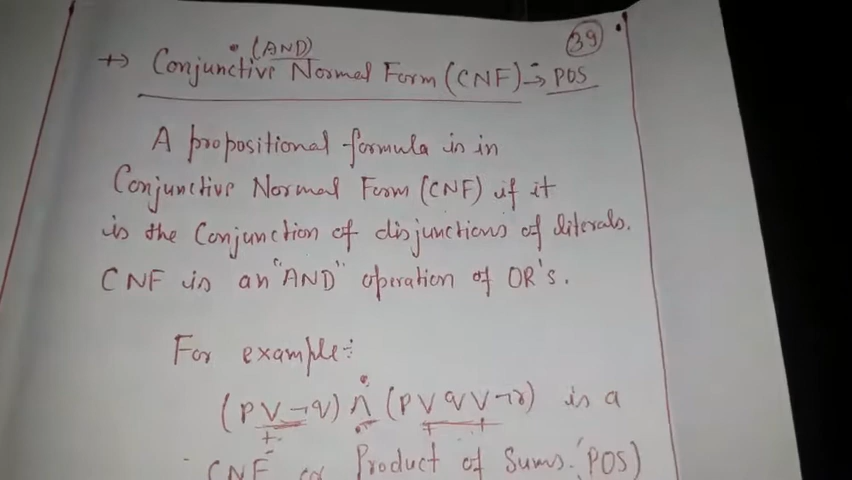 (39)
(AND)
→ Conjunctive Normal Form (CNF) → POS
A propositional formula is in
Conjunctive Normal Form (CNF) if it
is the Conjunction of disjunctions of literals.
CNF is an "AND" operation of OR's.
For example:
(P V ¬q) ∧ (P V q V ¬r) is a
+ + +
CNF or Product of Sums. (POS)